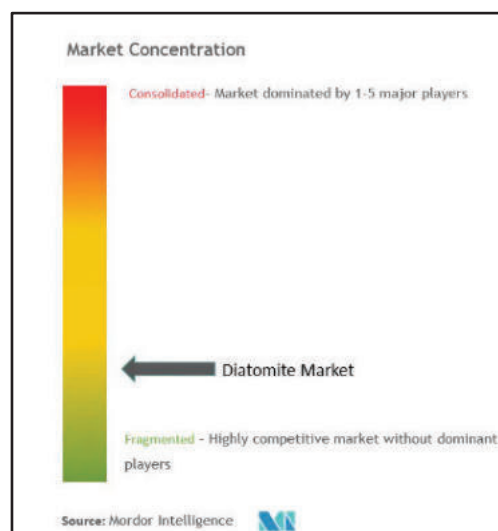 Market Concentration
Consolidated- Market dominated by 1-5 major players
Diatomite Market
Fragmented - Highly competitive market without dominant
players
Source: Mordor Intelligence